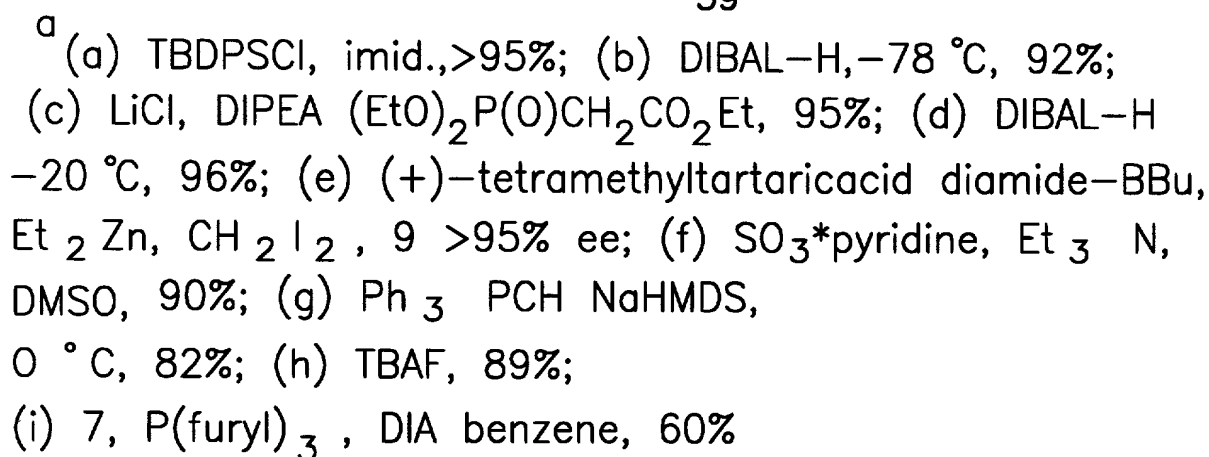 a (a) TBDPSCl, imid.,>95%; (b) DIBAL-H,-78 °C, 92%;
(c) LiCl, DIPEA (EtO)₂P(O)CH₂CO₂Et, 95%; (d) DIBAL-H
-20 °C, 96%; (e) (+)-tetramethyltartaricacid diamide-BBu,
Et ₂ Zn, CH ₂ I ₂ , 9 >95% ee; (f) SO₃*pyridine, Et ₃ N,
DMSO, 90%; (g) Ph ₃ PCH NaHMDS,
0 °C, 82%; (h) TBAF, 89%;
(i) 7, P(furyl)₃ , DIA benzene, 60%